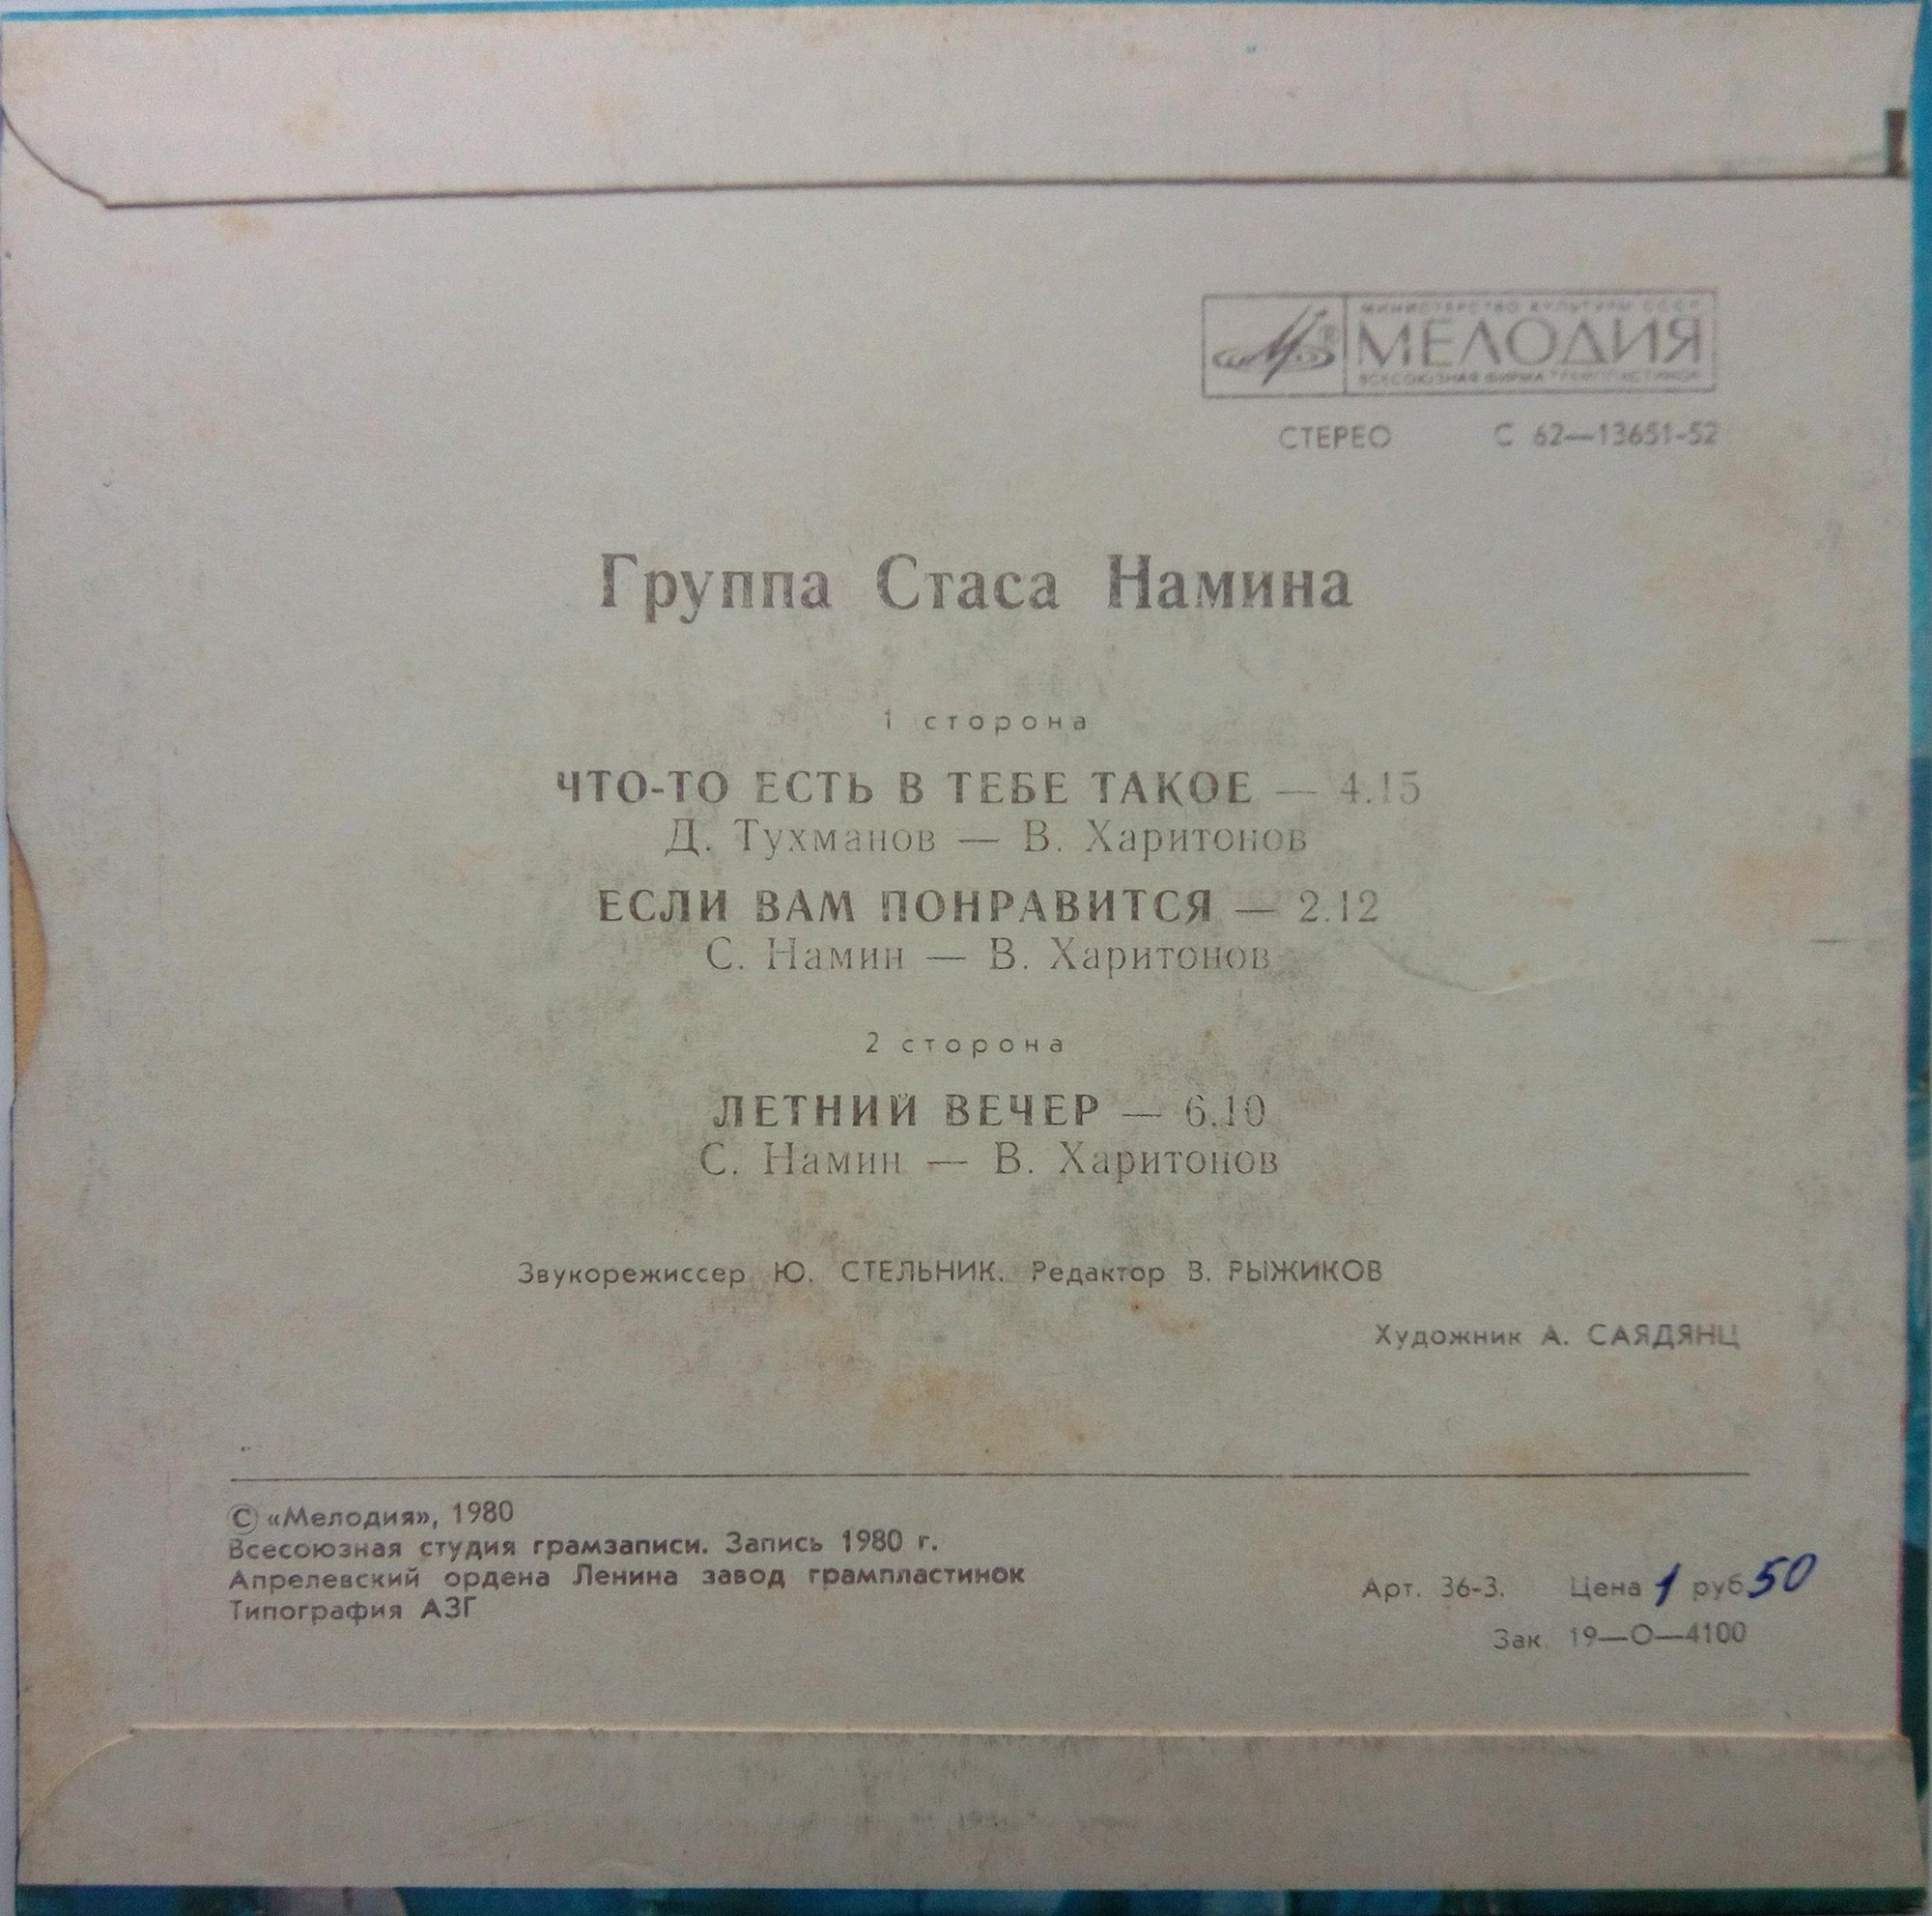 МИНИСТЕРСТВО КУЛЬТУРЫ СССР
МЕЛОДИЯ
ВСЕСОЮЗНАЯ ФИРМА ГРАМПЛАСТИНОК
СТЕРЕО С 62—13651-52
Группа Стаса Намина
1 сторона
ЧТО-ТО ЕСТЬ В ТЕБЕ ТАКОЕ — 4.15
Д. Тухманов — В. Харитонов
ЕСЛИ ВАМ ПОНРАВИТСЯ — 2.12
С. Намин — В. Харитонов
2 сторона
ЛЕТНИЙ ВЕЧЕР — 6.10
С. Намин — В. Харитонов
Звукорежиссер Ю. СТЕЛЬНИК. Редактор В. РЫЖИКОВ
Художник А. САЯДЯНЦ
© «Мелодия», 1980
Всесоюзная студия грамзаписи. Запись 1980 г.
Апрелевский ордена Ленина завод грампластинок
Типография АЗГ
Арт. 36-3. Цена 1 руб 50
Зак. 19—О—4100